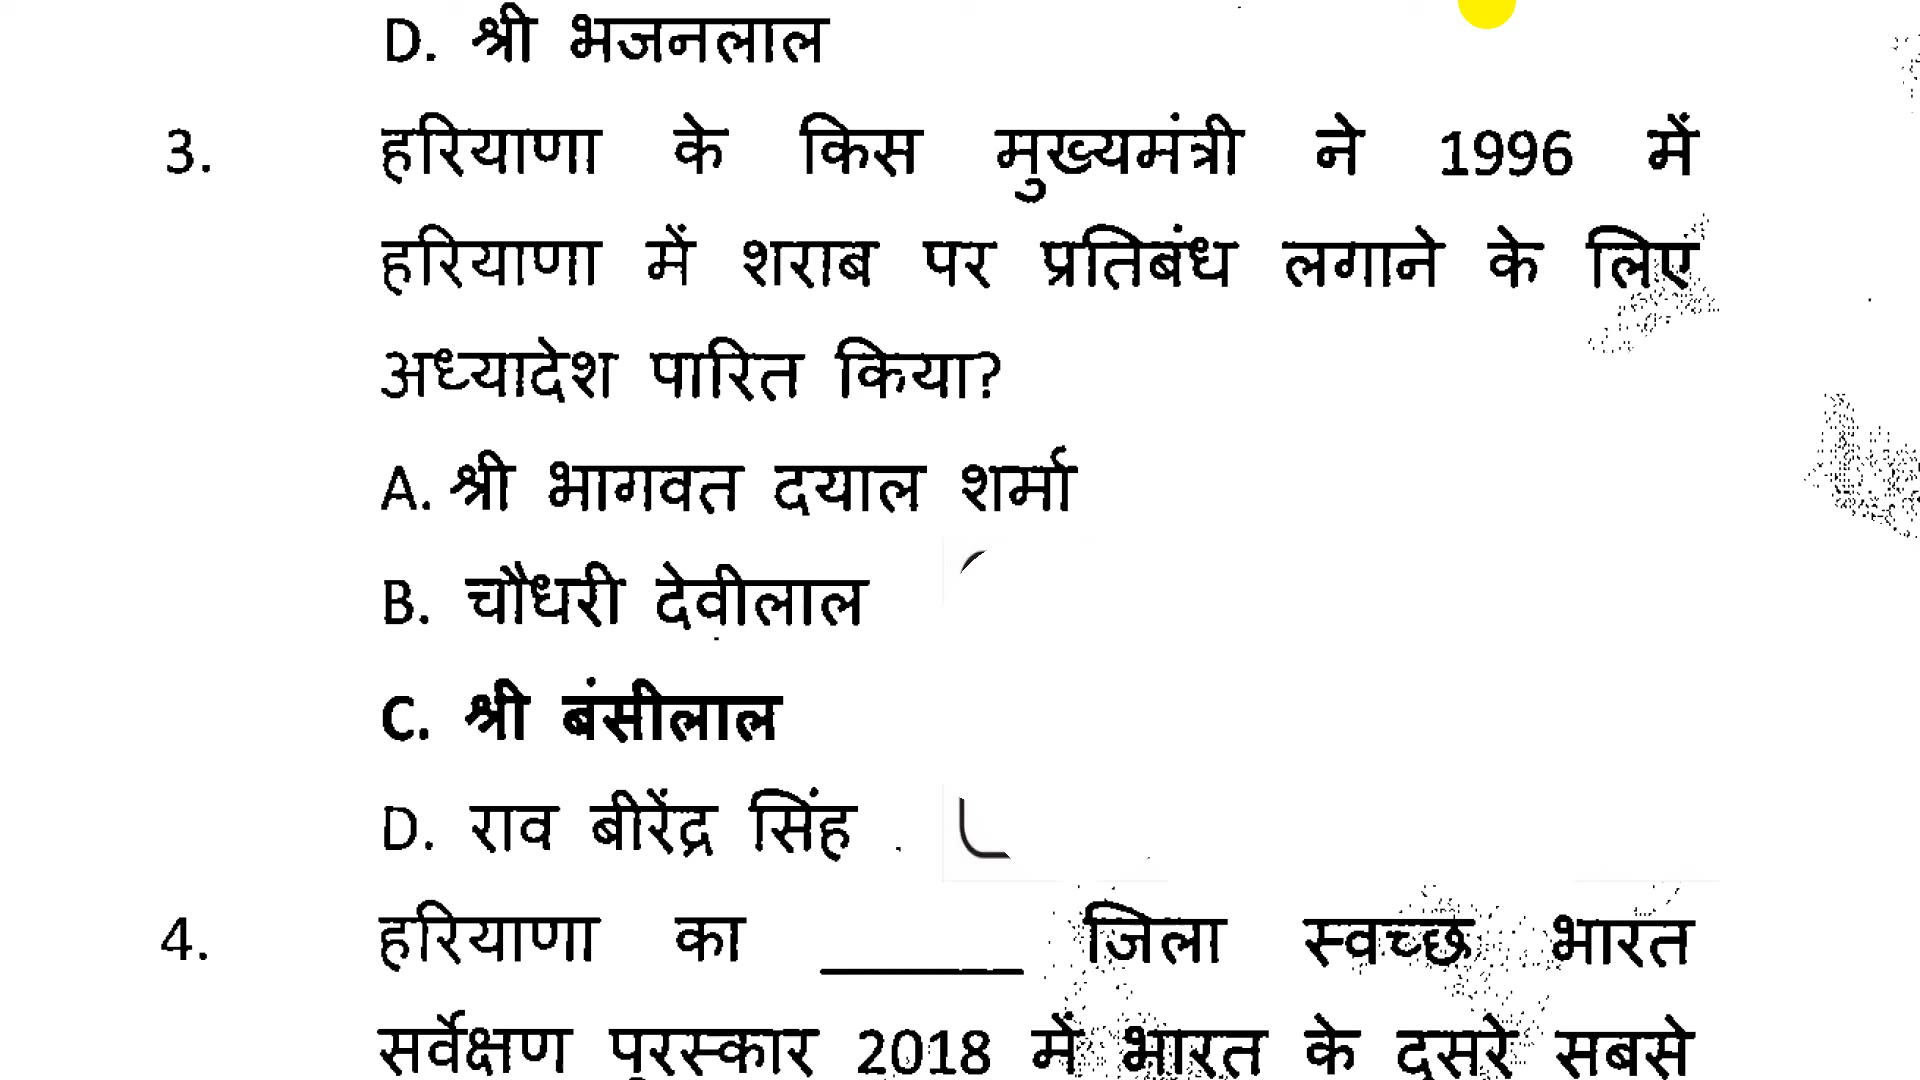 D. श्री भजनलाल
3. हरियाणा के किस मुख्यमंत्री ने 1996 में
हरियाणा में शराब पर प्रतिबंध लगाने के लिए
अध्यादेश पारित किया?
A. श्री भागवत दयाल शर्मा
B. चौधरी देवीलाल
C. श्री बंसीलाल
D. राव बीरेंद्र सिंह
4. हरियाणा का ______ जिला स्वच्छ भारत
सर्वेक्षण पुरस्कार 2018 में भारत के दूसरे सबसे